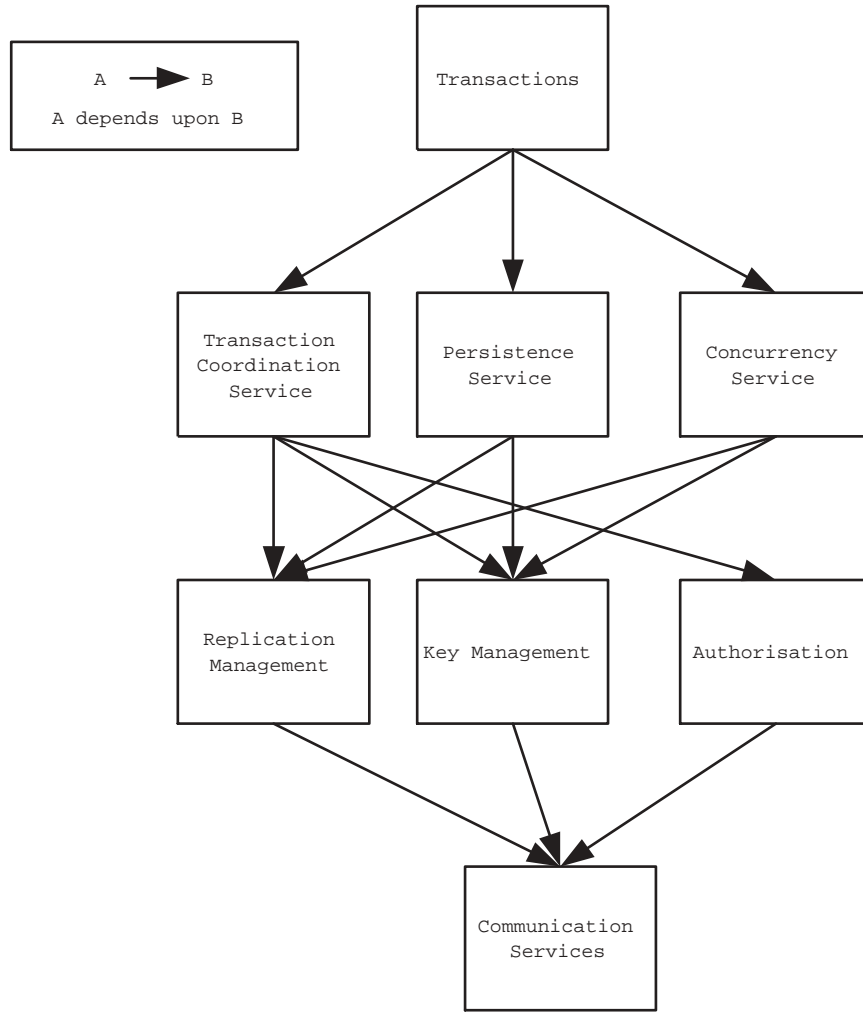 A B
A depends upon B
Transactions
Transaction
Coordination
Service
Persistence
Service
Concurrency
Service
Replication
Management
Key Management
Authorisation
Communication
Services